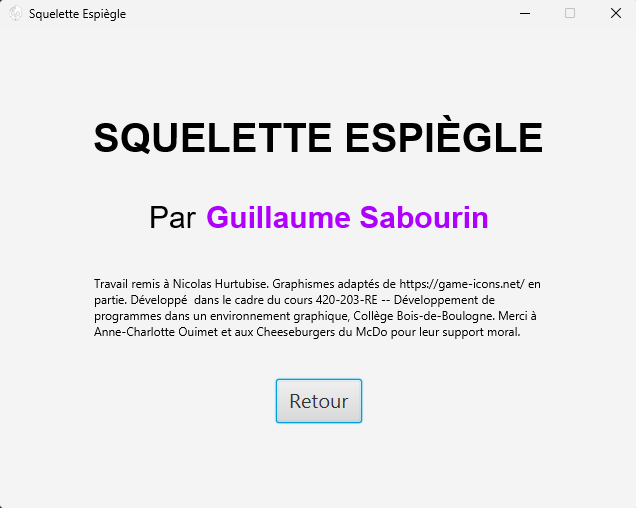 Squelette Espiègle
SQUELETTE ESPIÈGLE
Par Guillaume Sabourin
Travail remis à Nicolas Hurtubise. Graphismes adaptés de https://game-icons.net/ en
partie. Développé  dans le cadre du cours 420-203-RE -- Développement de
programmes dans un environnement graphique, Collège Bois-de-Boulogne. Merci à
Anne-Charlotte Ouimet et aux Cheeseburgers du McDo pour leur support moral.
Retour